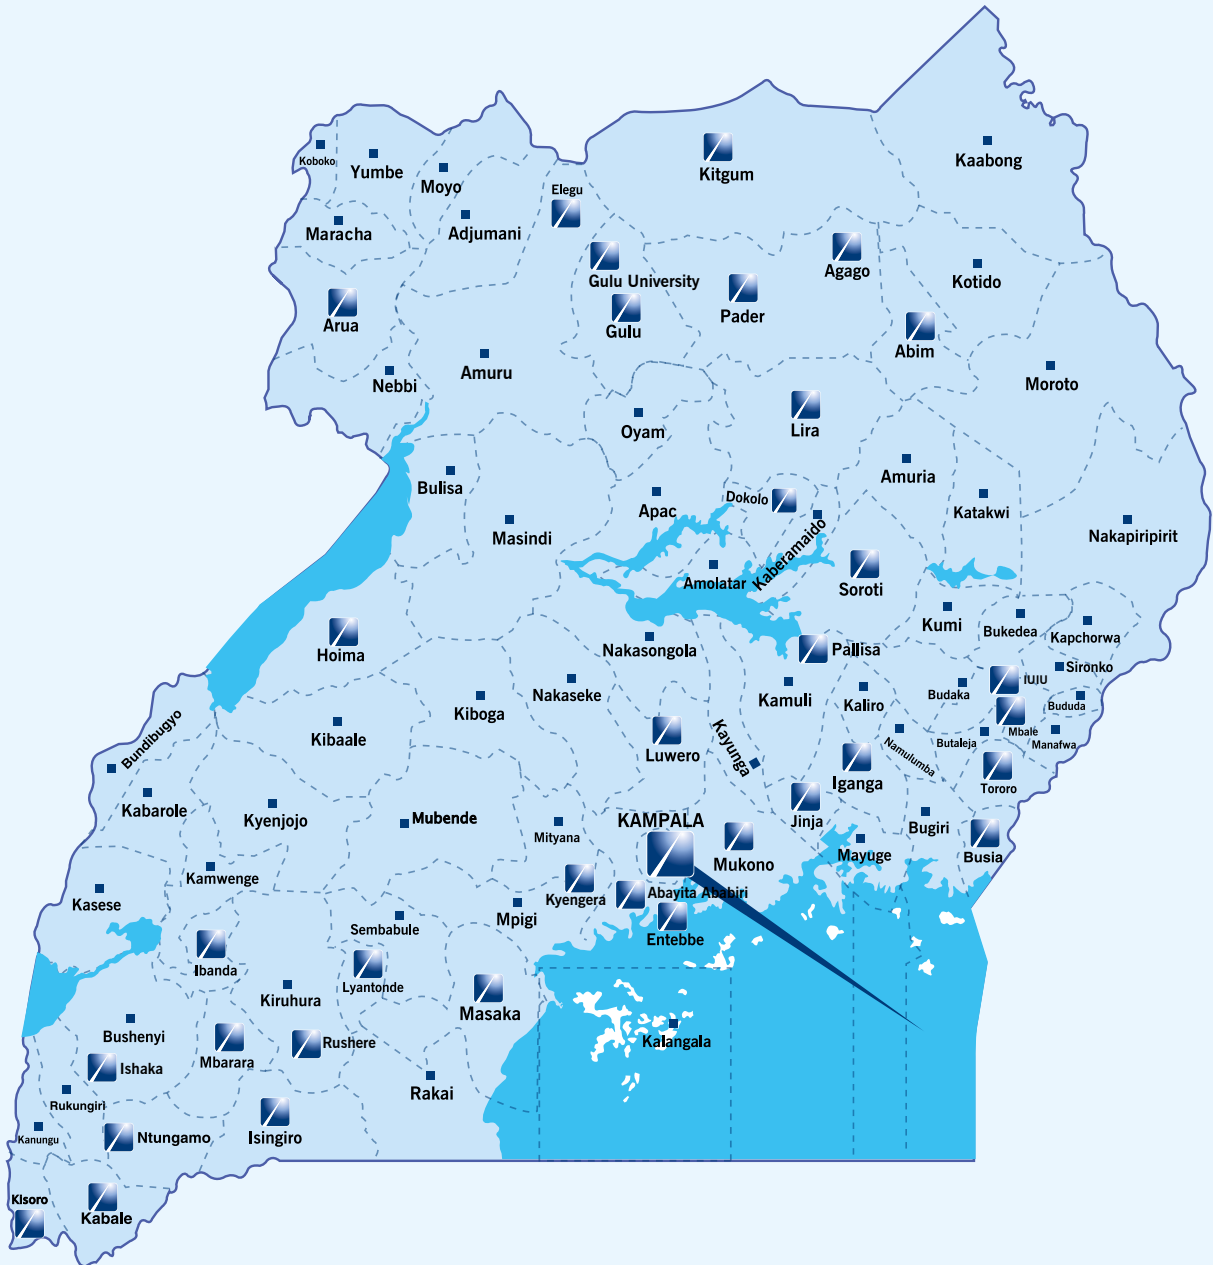 Koboko
Yumbe
Moyo
Elegu
Kitgum
Kaabong
Maracha
Adjumani
Gulu University
Agago
Kotido
Arua
Gulu
Pader
Abim
Nebbi
Amuru
Moroto
Oyam
Lira
Bulisa
Amuria
Dokolo
Apac
Katakwi
Masindi
Nakapiripirit
Kaberamaido
Amolatar
Soroti
Kumi
Bukedea
Kapchorwa
Hoima
Nakasongola
Pallisa
IUJU
Sironko
Nakaseke
Kamuli
Kaliro
Budaka
Bududa
Kiboga
Bundibugyo
Kibaale
Luwero
Kayunga
Namulumba
Butaleja
Mbale
Manafwa
Iganga
Tororo
Kabarole
Kyenjojo
Mubende
Mityana
KAMPALA
Jinja
Bugiri
Mukono
Mayuge
Busia
Kamwenge
Kasese
Kyengera
Abayita Ababiri
Mpigi
Sembabule
Entebbe
Ibanda
Lyantonde
Kiruhura
Masaka
Bushenyi
Mbarara
Rushere
Kalangala
Ishaka
Rakai
Rukungiri
Kanungu
Ntungamo
Isingiro
Kisoro
Kabale